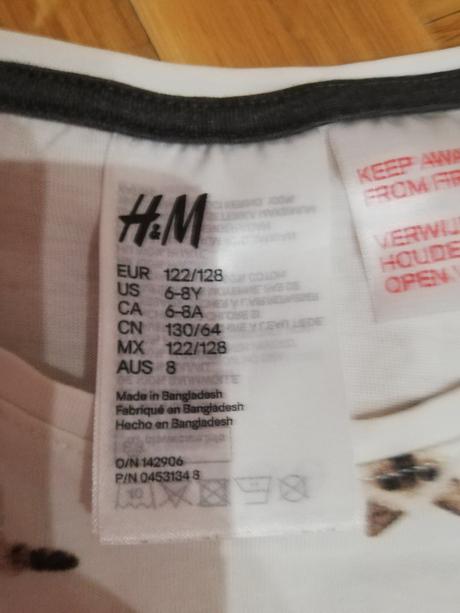 H&M
EUR 122/128
US 6-8Y
CA 6-8A
CN 130/64
MX 122/128
AUS 8
Made in Bangladesh
Fabriqué en Bangladesh
Hecho en Bangladesh
O/N 142906
P/N 0453134 8
KEEP AWA
FROM FIR
VERWIJ
HOUDE
OPEN V